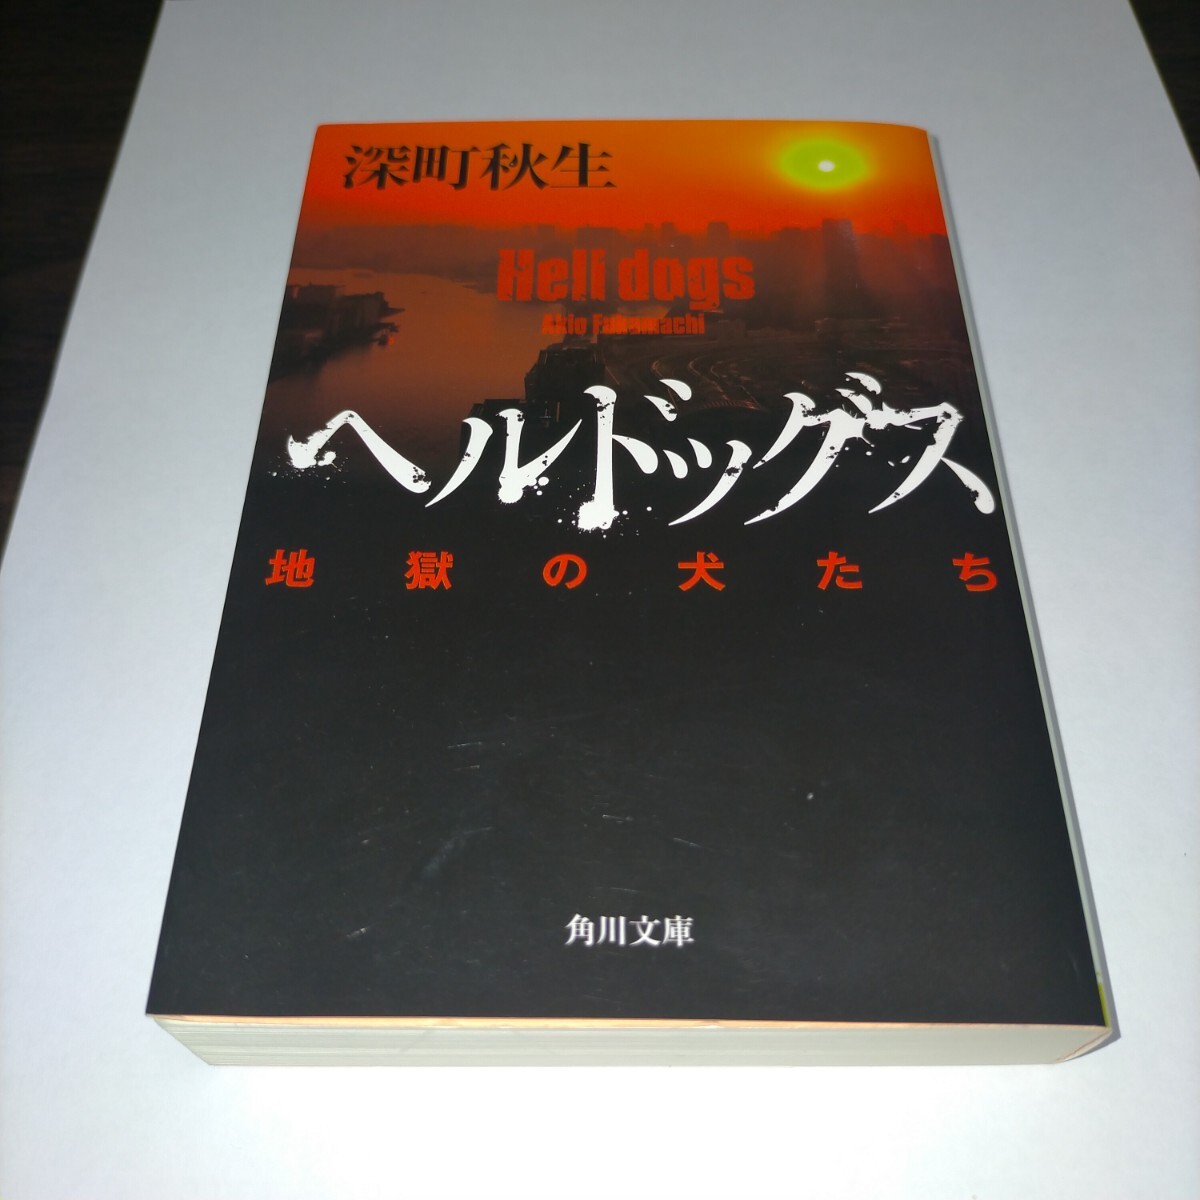 深町秋生
Hell dogs
Akio Fukamachi
ヘルドッグス
地獄の犬たち
角川文庫